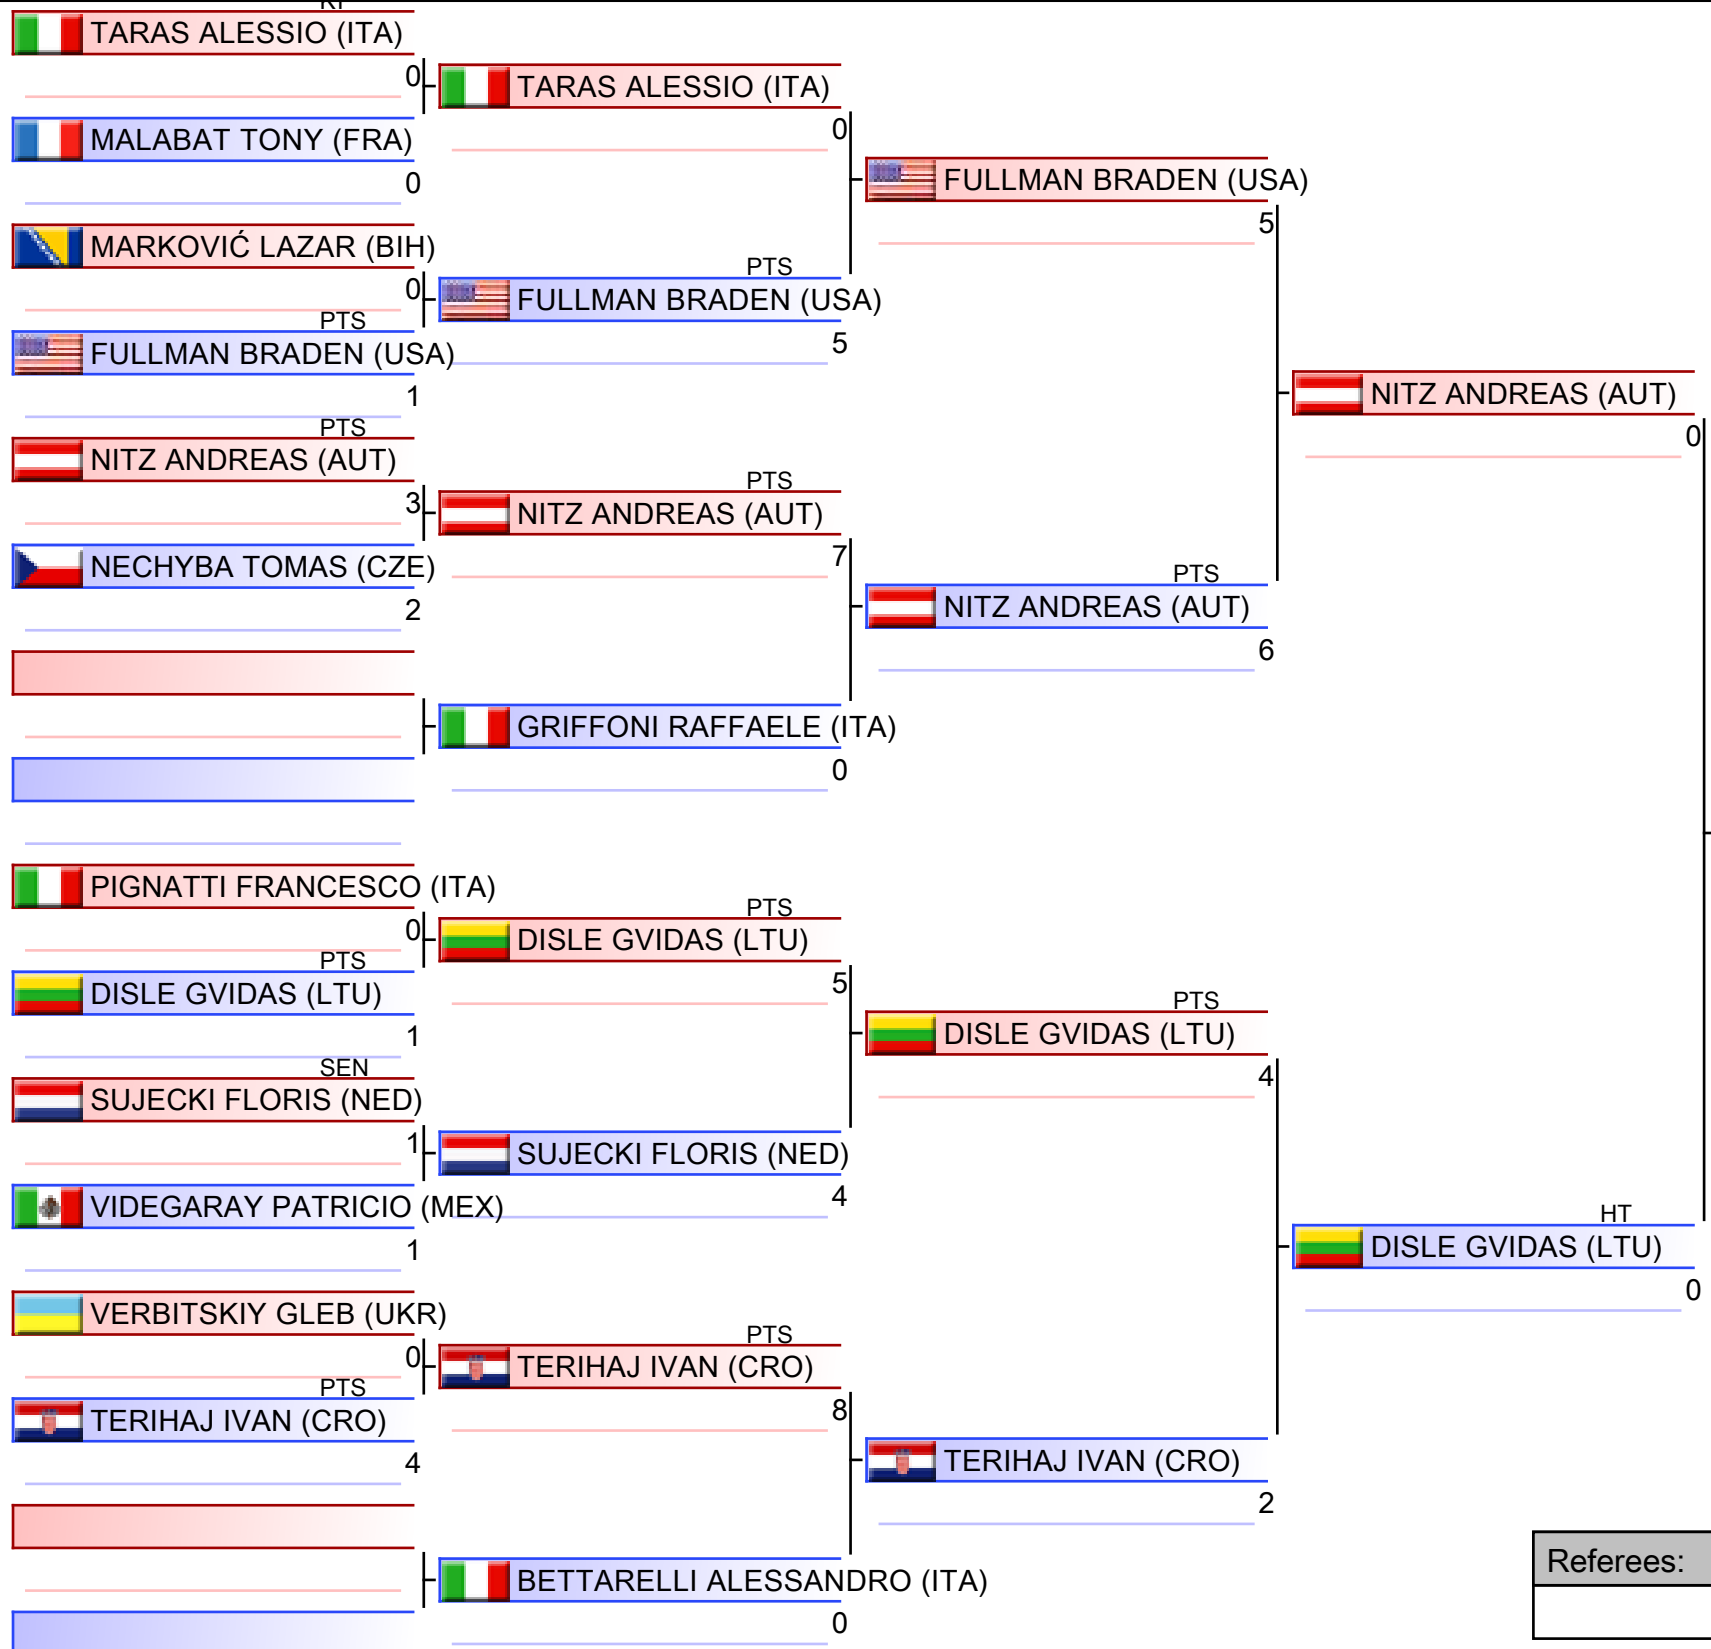 TARAS ALESSIO (ITA)
0
MALABAT TONY (FRA)
0
MARKOVIĆ LAZAR (BIH)
0
PTS
FULLMAN BRADEN (USA)
1
PTS
NITZ ANDREAS (AUT)
3
NECHYBA TOMAS (CZE)
2
PIGNATTI FRANCESCO (ITA)
0
PTS
DISLE GVIDAS (LTU)
1
SEN
SUJECKI FLORIS (NED)
1
VIDEGARAY PATRICIO (MEX)
1
VERBITSKIY GLEB (UKR)
0
PTS
TERIHAJ IVAN (CRO)
4
TARAS ALESSIO (ITA)
0
PTS
FULLMAN BRADEN (USA)
5
PTS
NITZ ANDREAS (AUT)
7
GRIFFONI RAFFAELE (ITA)
0
PTS
DISLE GVIDAS (LTU)
5
SUJECKI FLORIS (NED)
4
PTS
TERIHAJ IVAN (CRO)
8
BETTARELLI ALESSANDRO (ITA)
0
FULLMAN BRADEN (USA)
5
PTS
NITZ ANDREAS (AUT)
6
PTS
DISLE GVIDAS (LTU)
4
TERIHAJ IVAN (CRO)
2
NITZ ANDREAS (AUT)
0
HT
DISLE GVIDAS (LTU)
0
Referees: